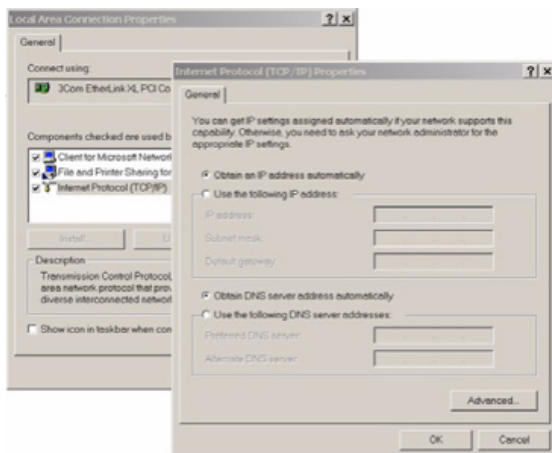 Local Area Connection Properties
General
Connect using:
3Com EtherLink XL PCI Co
Components checked are used b
Client for Microsoft Network
File and Printer Sharing for
Internet Protocol (TCP/IP)
Install...
U
Description
Transmission Control Protocol,
area network protocol that prov
diverse interconnected network
Show icon in taskbar when con
Internet Protocol (TCP/IP) Properties
General
You can get IP settings assigned automatically if your network supports this
capability. Otherwise, you need to ask your network administrator for the
appropriate IP settings.
Obtain an IP address automatically
Use the following IP address:
IP address:
Subnet mask:
Default gateway:
Obtain DNS server address automatically
Use the following DNS server addresses:
Preferred DNS server:
Alternate DNS server:
Advanced...
OK
Cancel